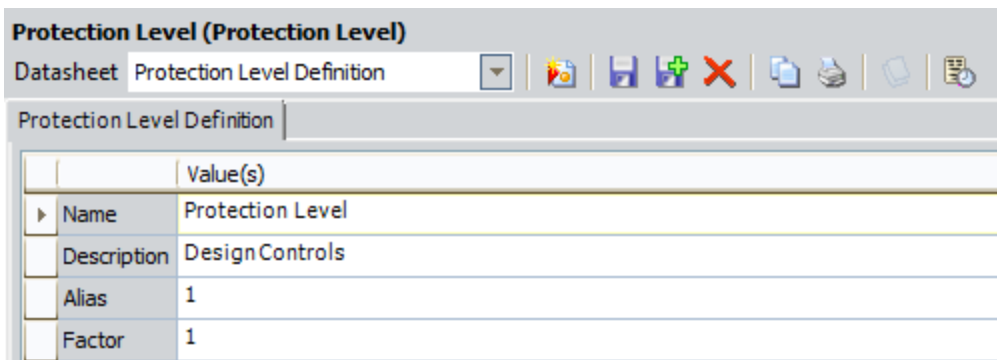 Protection Level (Protection Level)
Datasheet Protection Level Definition
Protection Level Definition
Value(s)
Name Protection Level
Description Design Controls
Alias 1
Factor 1